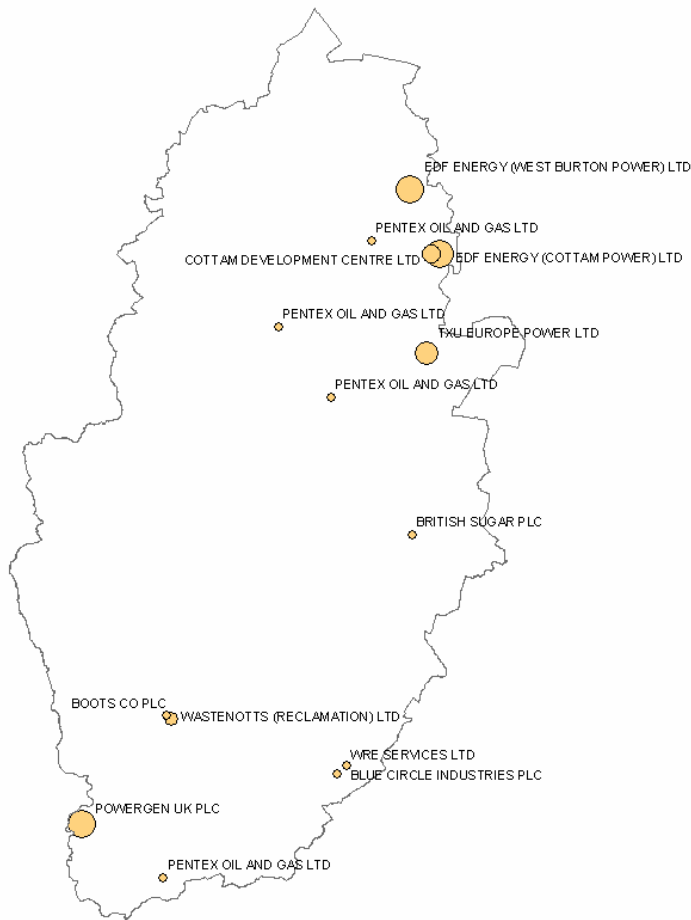 EDF ENERGY (WEST BURTON POWER) LTD
PENTEX OIL AND GAS LTD
COTTAM DEVELOPMENT CENTRE LTD
EDF ENERGY (COTTAM POWER) LTD
PENTEX OIL AND GAS LTD
TXU EUROPE POWER LTD
PENTEX OIL AND GAS LTD
BRITISH SUGAR PLC
BOOTS CO PLC
WASTENOTTS (RECLAMATION) LTD
WRE SERVICES LTD
BLUE CIRCLE INDUSTRIES PLC
POWERGEN UK PLC
PENTEX OIL AND GAS LTD